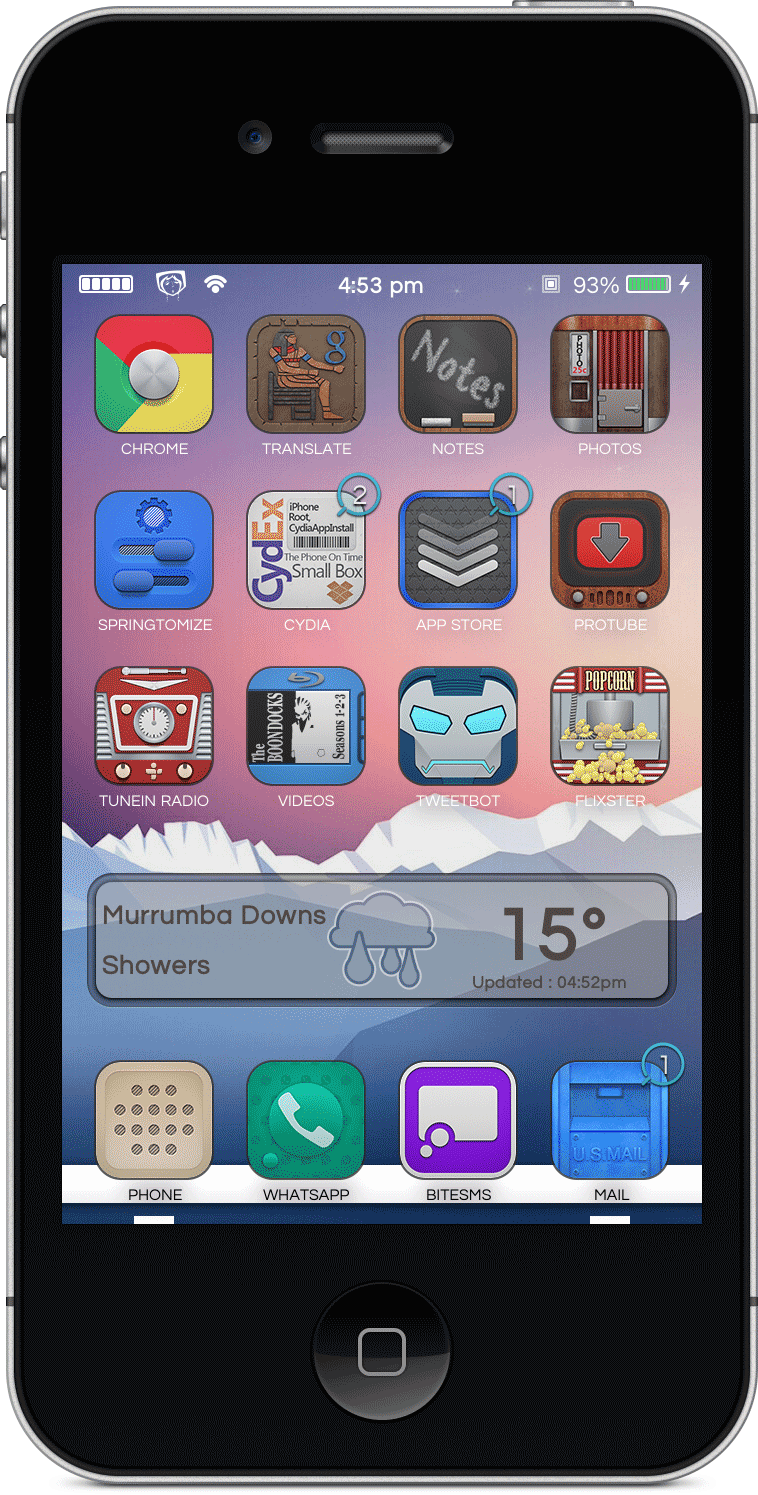 4:53 pm
93%
PHOTO
25c
Notes
CHROME
TRANSLATE
NOTES
PHOTOS
2
1
CydEx
iPhone
Root,
CydiaAppInstall
The Phone On Time
Small Box
SPRINGTOMIZE
CYDIA
APP STORE
PROTUBE
The
BOONDOCKS
Seasons 1-2-3
POPCORN
TUNEIN RADIO
VIDEOS
TWEETBOT
FLIXSTER
Murrumba Downs
Showers
15°
Updated : 04:52pm
1
U.S.MAIL
PHONE
WHATSAPP
BITESMS
MAIL